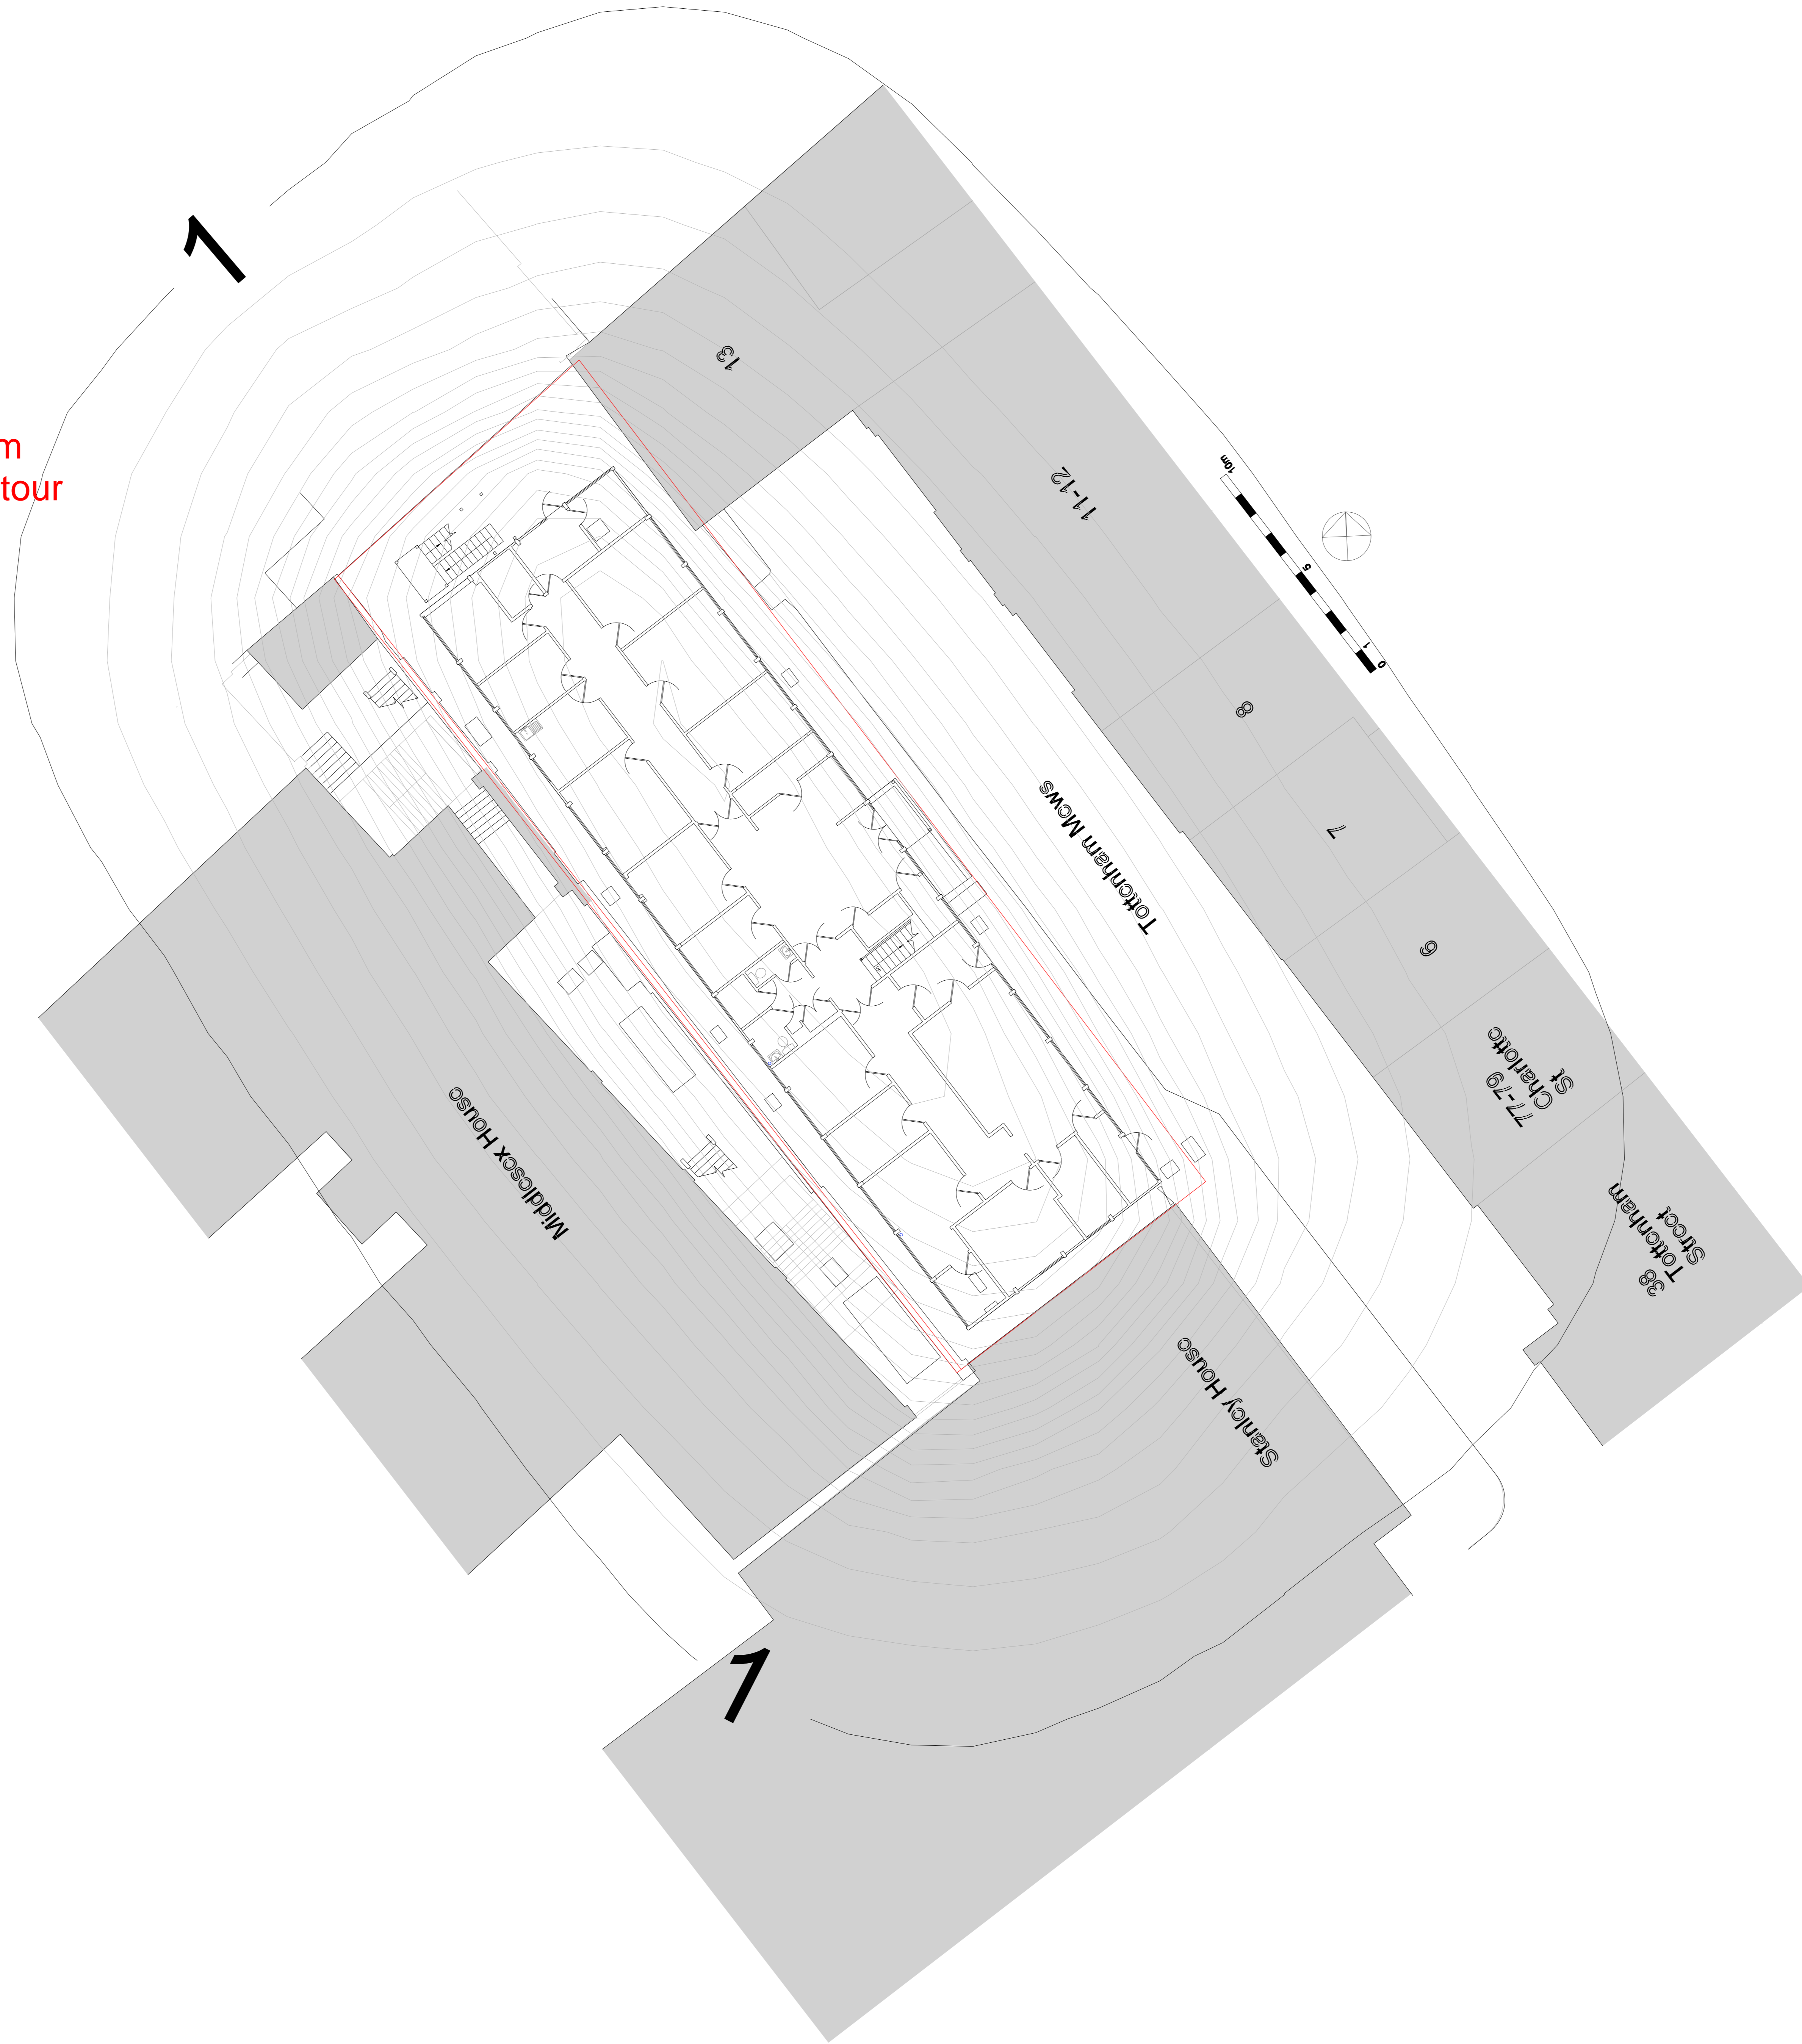 1
m
tour
13
11-12
10m
5
1
0
8
7
6
Tottenham Mews
77-79
Charlotte
St
38
Tottenham
Street
Middlesex House
Stanley House
1